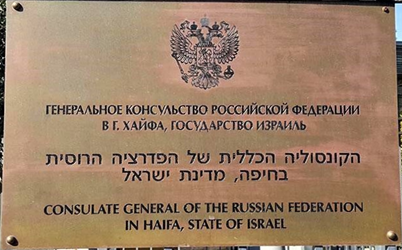 ГЕНЕРАЛЬНОЕ КОНСУЛЬСТВО РОССИЙСКОЙ ФЕДЕРАЦИИ
В Г. ХАЙФА, ГОСУДАРСТВО ИЗРАИЛЬ
הקונסוליה הכללית של הפדרציה הרוסית
בחיפה, מדינת ישראל
CONSULATE GENERAL OF THE RUSSIAN FEDERATION
IN HAIFA, STATE OF ISRAEL